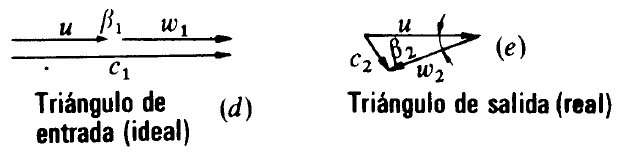 u β₁ w₁
c₁
Triángulo de
entrada (ideal)
(d)
u
β₂
c₂ w₂
(e)
Triángulo de salida (real)